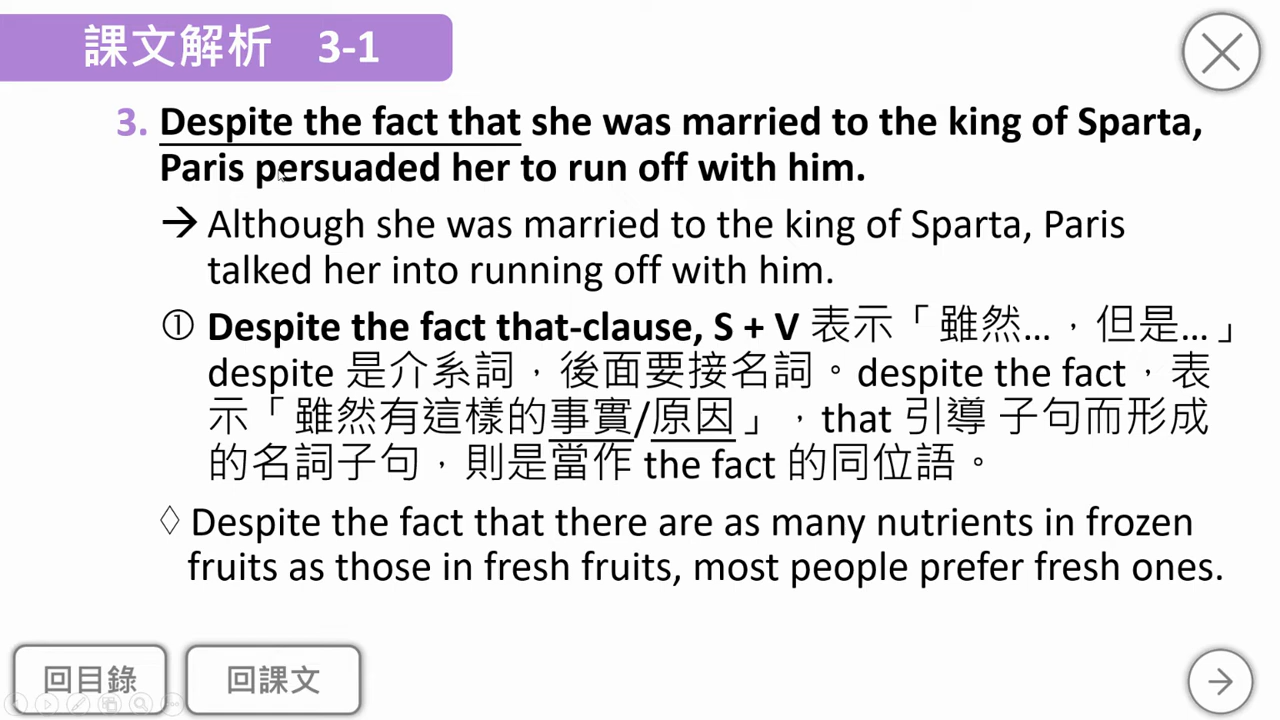 課文解析 3-1
3. Despite the fact that she was married to the king of Sparta,
Paris persuaded her to run off with him.
→ Although she was married to the king of Sparta, Paris
talked her into running off with him.
① Despite the fact that-clause, S + V 表示「雖然…，但是…」
despite 是介系詞，後面要接名詞。despite the fact，表
示「雖然有這樣的事實/原因」，that 引導 子句而形成
的名詞子句，則是當作 the fact 的同位語。
◊ Despite the fact that there are as many nutrients in frozen
fruits as those in fresh fruits, most people prefer fresh ones.
回目錄 回課文